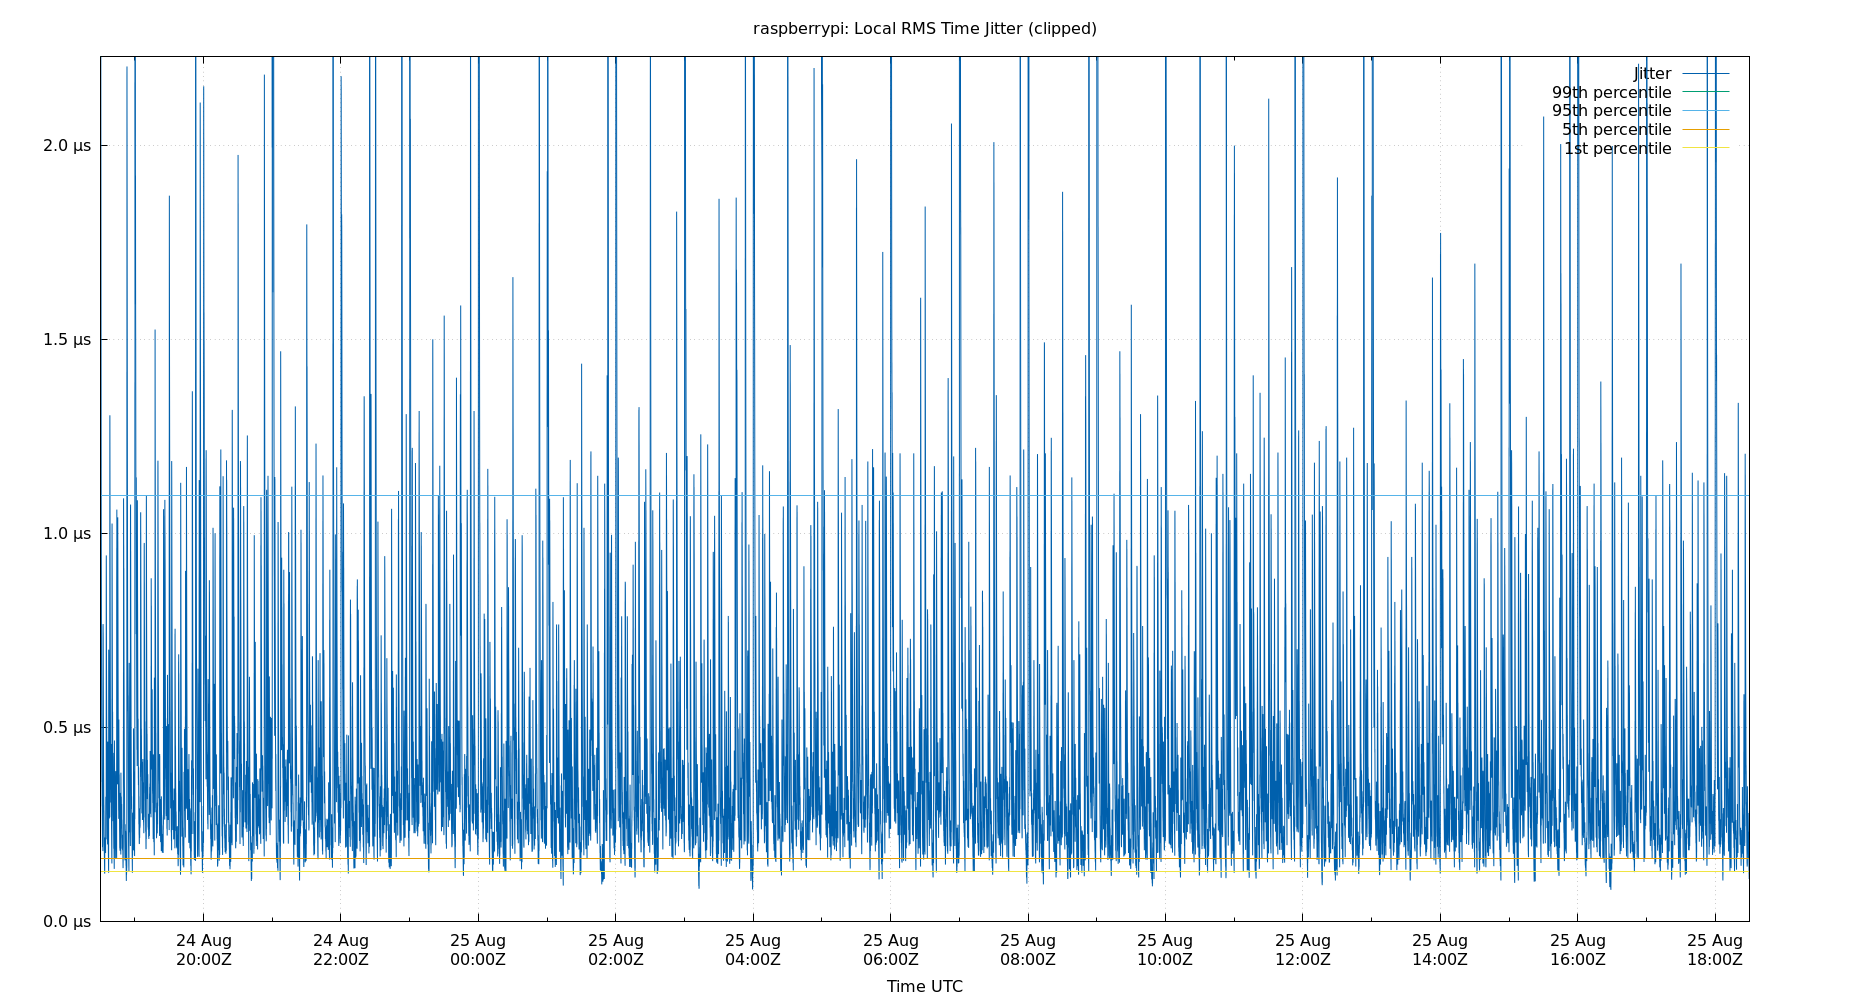 raspberrypi: Local RMS Time Jitter (clipped)
Jitter
99th percentile
95th percentile
5th percentile
1st percentile
2.0 µs
1.5 µs
1.0 µs
0.5 µs
0.0 µs
24 Aug 24 Aug 25 Aug 25 Aug 25 Aug 25 Aug 25 Aug 25 Aug 25 Aug 25 Aug 25 Aug 25 Aug
20:00Z 22:00Z 00:00Z 02:00Z 04:00Z 06:00Z 08:00Z 10:00Z 12:00Z 14:00Z 16:00Z 18:00Z
Time UTC